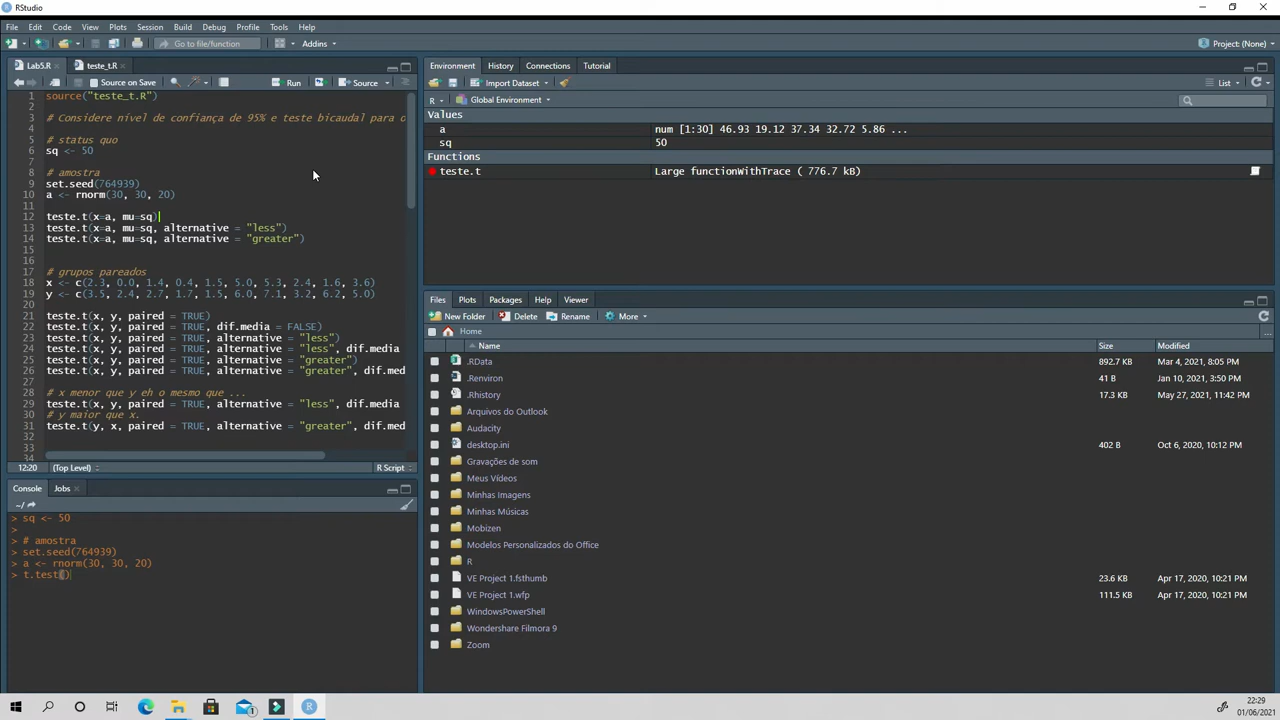 RStudio
File Edit Code View Plots Session Build Debug Profile Tools Help
Go to file/function Addins Project: (None)
Lab5.R teste_t.R
Source on Save Run Source
1 source("teste_t.R")
2
3 # Considere nível de confiança de 95% e teste bicaudal para o
4
5 # status quo
6 sq <- 50
7
8 # amostra
9 set.seed(764939)
10 a <- rnorm(30, 30, 20)
11
12 teste.t(x=a, mu=sq)
13 teste.t(x=a, mu=sq, alternative = "less")
14 teste.t(x=a, mu=sq, alternative = "greater")
15
16
17 # grupos pareados
18 x <- c(2.3, 0.0, 1.4, 0.4, 1.5, 5.0, 5.3, 2.4, 1.6, 3.6)
19 y <- c(3.5, 2.4, 2.7, 1.7, 1.5, 6.0, 7.1, 3.2, 6.2, 5.0)
20
21 teste.t(x, y, paired = TRUE)
22 teste.t(x, y, paired = TRUE, dif.media = FALSE)
23 teste.t(x, y, paired = TRUE, alternative = "less")
24 teste.t(x, y, paired = TRUE, alternative = "less", dif.media
25 teste.t(x, y, paired = TRUE, alternative = "greater")
26 teste.t(x, y, paired = TRUE, alternative = "greater", dif.med
27
28 # x menor que y eh o mesmo que ...
29 teste.t(x, y, paired = TRUE, alternative = "less", dif.media
30 # y maior que x.
31 teste.t(y, x, paired = TRUE, alternative = "greater", dif.med
32
33
34
12:20 (Top Level) R Script
Console Jobs
~/
> sq <- 50
>
> # amostra
> set.seed(764939)
> a <- rnorm(30, 30, 20)
> t.test()
Environment History Connections Tutorial
Import Dataset List
R Global Environment
Values
a num [1:30] 46.93 19.12 37.34 32.72 5.86 ...
sq 50
Functions
teste.t Large functionWithTrace ( 776.7 kB)
Files Plots Packages Help Viewer
New Folder Delete Rename More
Home ...
Name Size Modified
.RData 892.7 KB Mar 4, 2021, 8:05 PM
.Renviron 41 B Jan 10, 2021, 3:50 PM
.Rhistory 17.3 KB May 27, 2021, 11:42 PM
Arquivos do Outlook
Audacity
desktop.ini 402 B Oct 6, 2020, 10:12 PM
Gravações de som
Meus Vídeos
Minhas Imagens
Minhas Músicas
Mobizen
Modelos Personalizados do Office
R
VE Project 1.fsthumb 23.6 KB Apr 17, 2020, 10:21 PM
VE Project 1.wfp 111.5 KB Apr 17, 2020, 10:21 PM
WindowsPowerShell
Wondershare Filmora 9
Zoom
1
R
22:29
01/06/2021